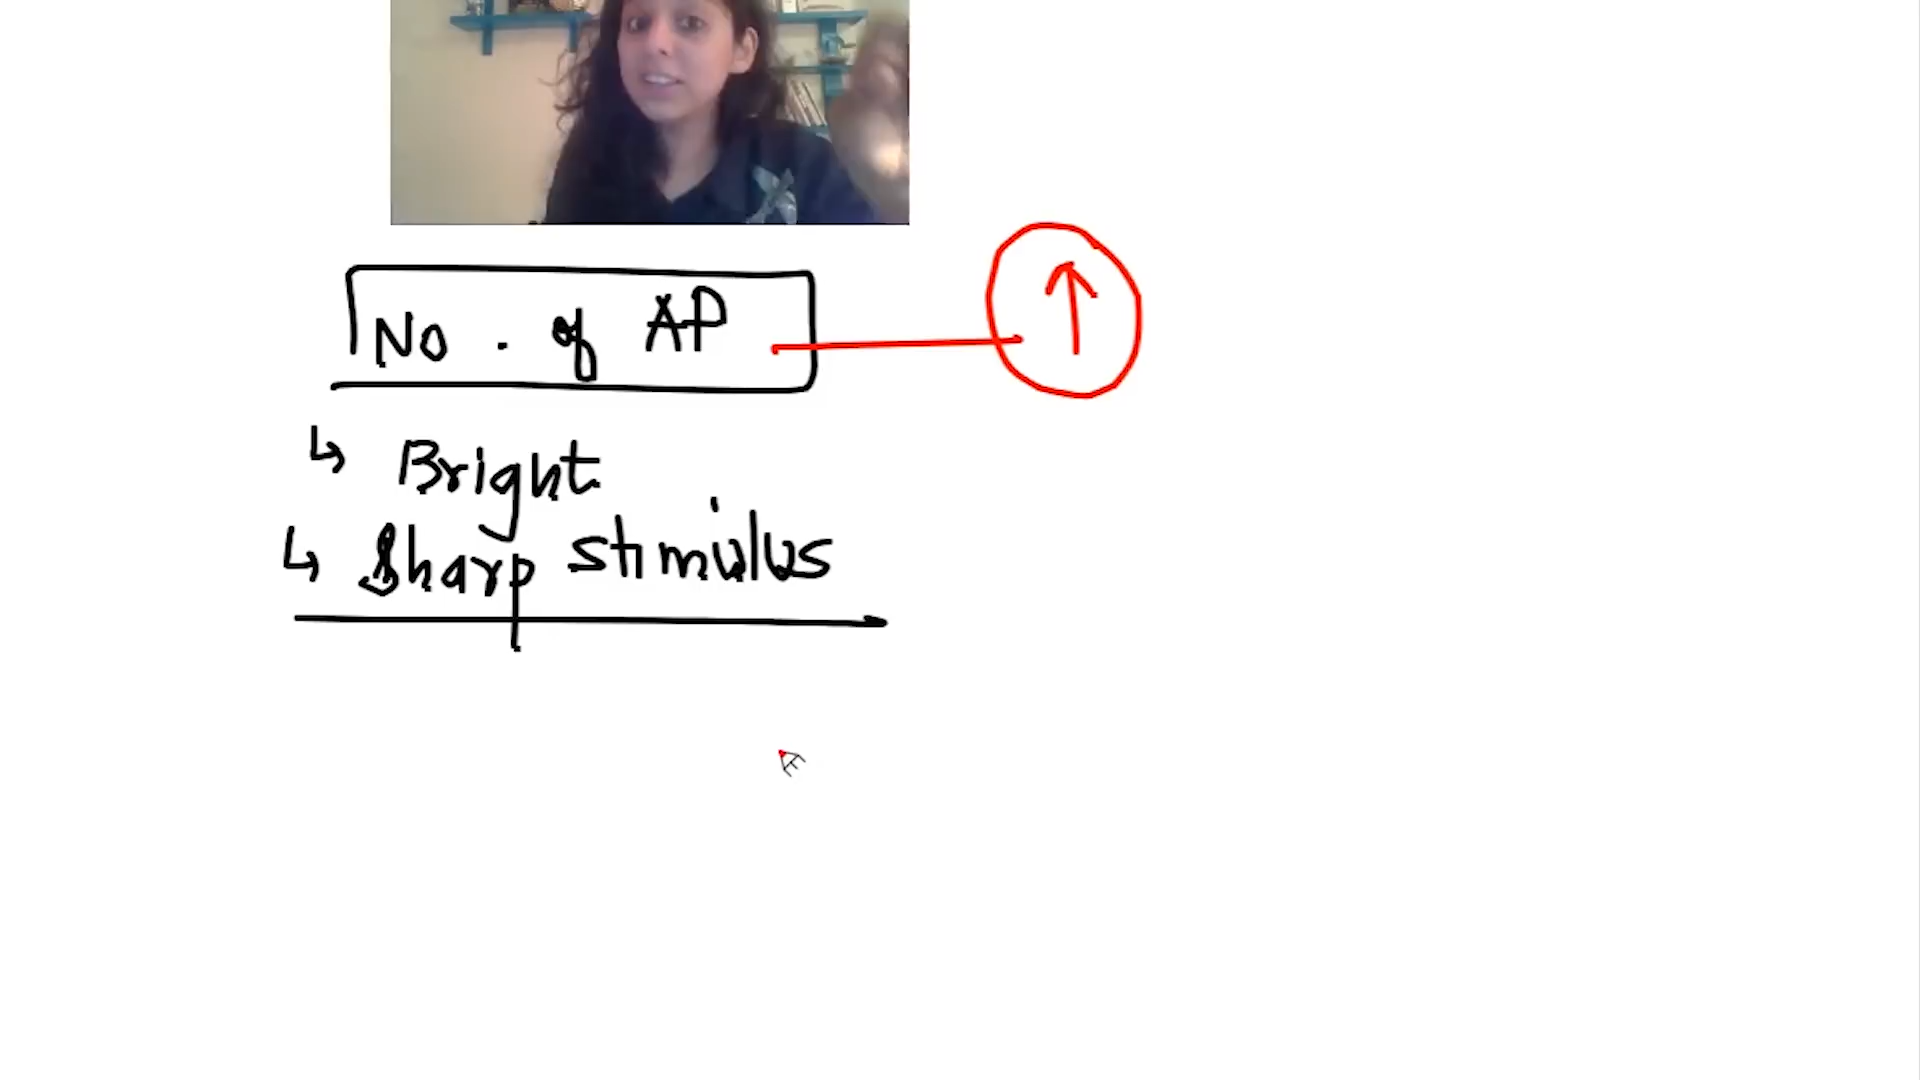 No. of AP ↑
↳ Bright
↳ Sharp stimulus